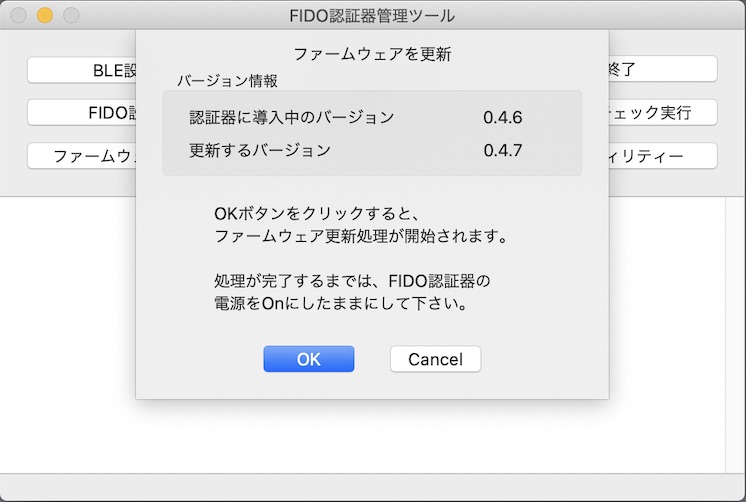 FIDO認証器管理ツール
ファームウェアを更新
バージョン情報
BLE設
終了
認証器に導入中のバージョン 0.4.6
FIDO設
チェック実行
更新するバージョン 0.4.7
ファームウェ
ィリティー
OKボタンをクリックすると、
ファームウェア更新処理が開始されます。
処理が完了するまでは、FIDO認証器の
電源をOnにしたままにして下さい。
OK Cancel